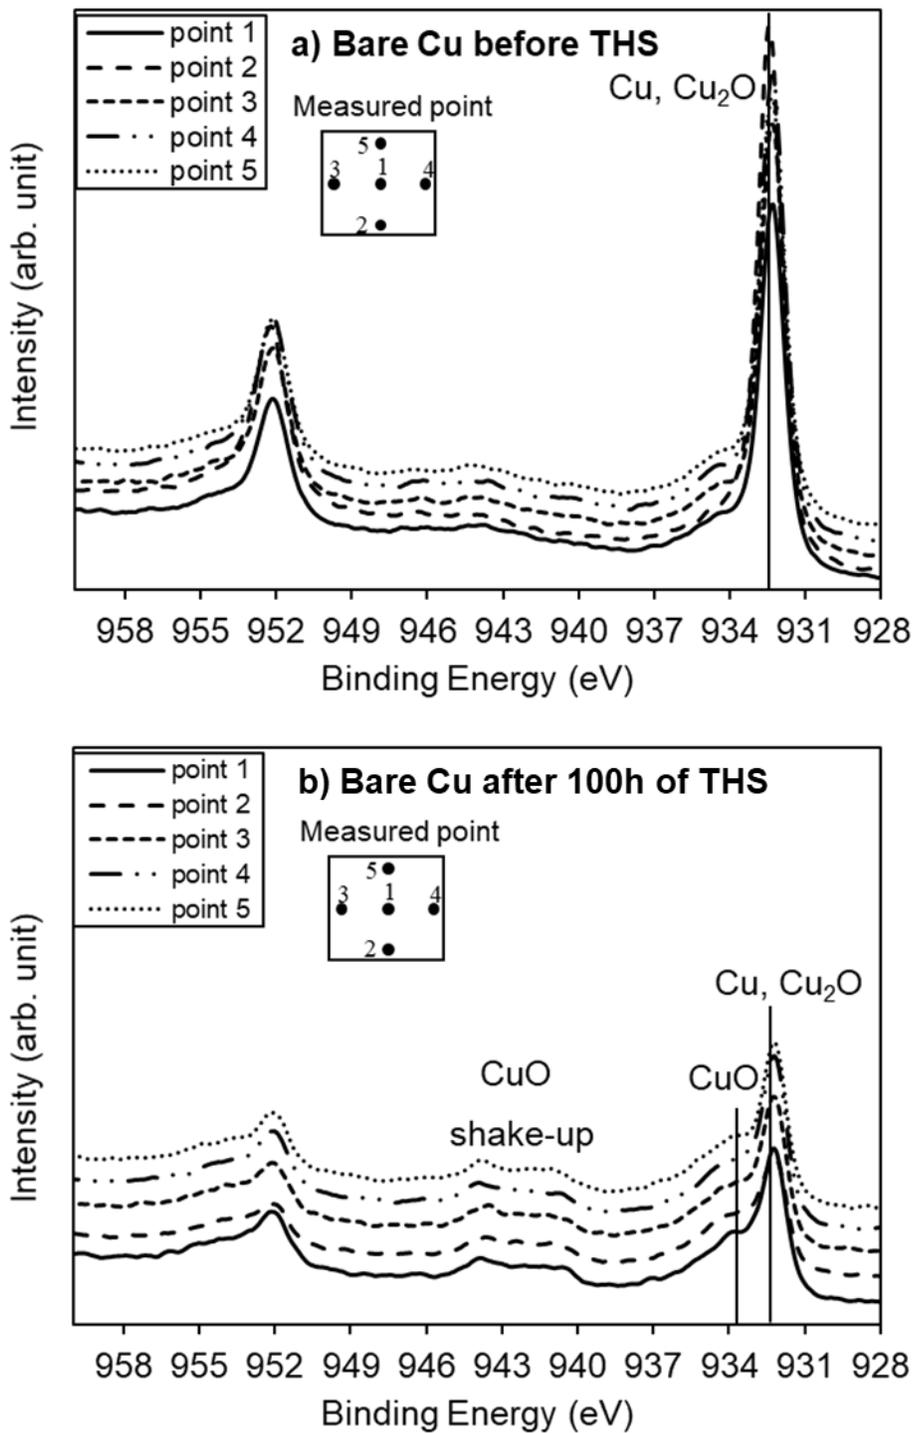 point 1
point 2
point 3
point 4
point 5
a) Bare Cu before THS
Measured point
5
3 1 4
2
Cu, Cu₂O
Intensity (arb. unit)
958 955 952 949 946 943 940 937 934 931 928
Binding Energy (eV)
point 1
point 2
point 3
point 4
point 5
b) Bare Cu after 100h of THS
Measured point
5
3 1 4
2
Cu, Cu₂O
CuO
CuO
shake-up
Intensity (arb. unit)
958 955 952 949 946 943 940 937 934 931 928
Binding Energy (eV)